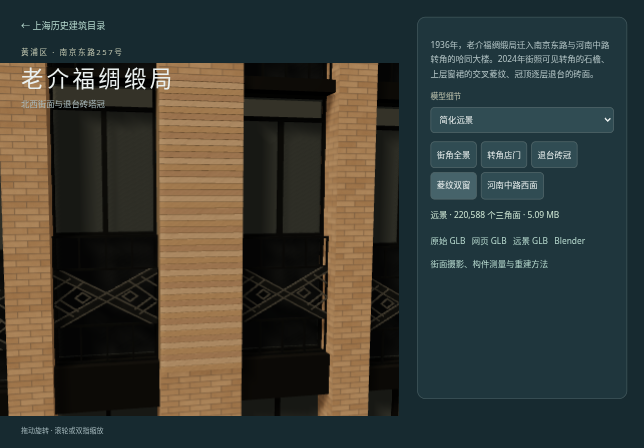 ← 上海历史建筑目录
黄浦区 · 南京东路257号
老介福绸缎局
北西街面与退台砖塔冠
1936年，老介福绸缎局迁入南京东路与河南中路
转角的哈同大楼。2024年街照可见转角的石檐、
上层窗裙的交叉菱纹、冠顶逐层退台的砖面。
模型细节
简化远景
街角全景 转角店门 退台砖冠
菱纹双窗 河南中路西面
远景 · 220,588 个三角面 · 5.09 MB
原始 GLB 网页 GLB 远景 GLB Blender
街面摄影、构件测量与重建方法
拖动旋转 · 滚轮或双指缩放